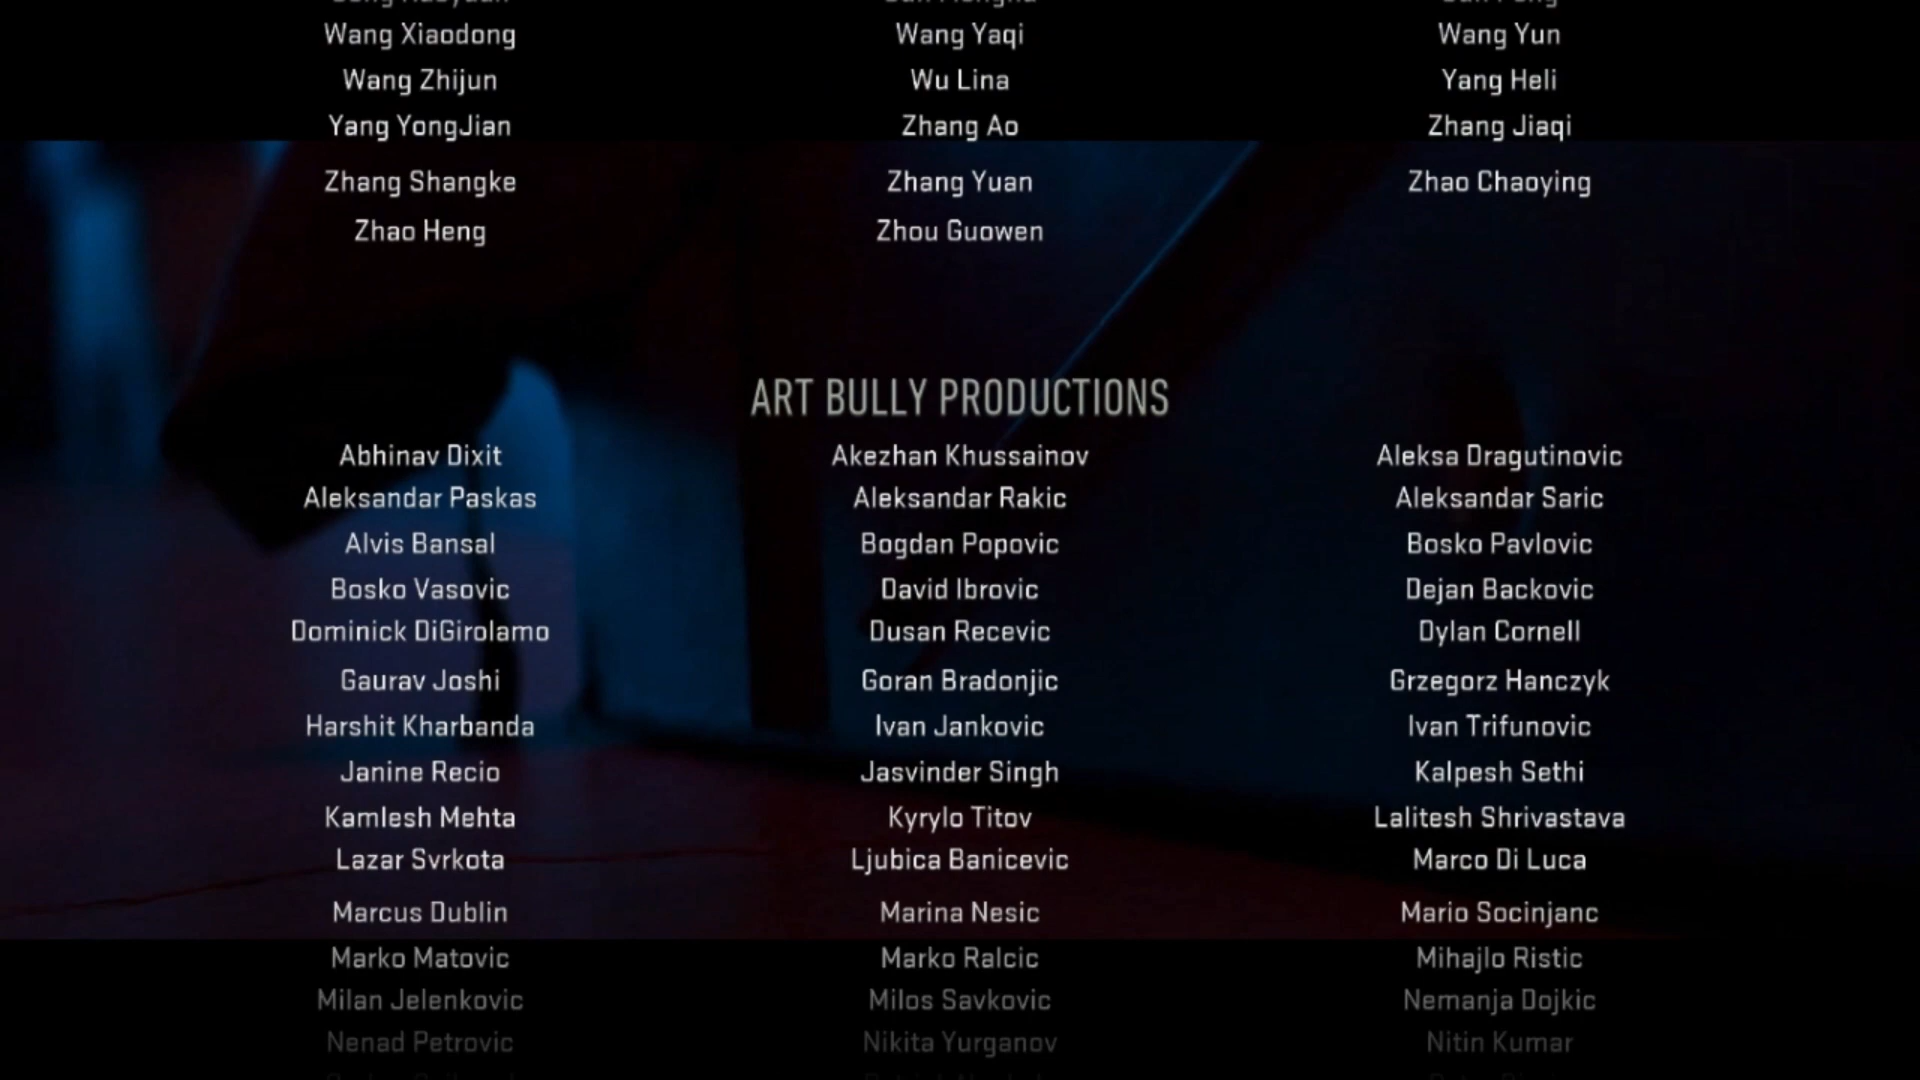 Wang Xiaodong Wang Yaqi Wang Yun
Wang Zhijun Wu Lina Yang Heli
Yang YongJian Zhang Ao Zhang Jiaqi
Zhang Shangke Zhang Yuan Zhao Chaoying
Zhao Heng Zhou Guowen
ART BULLY PRODUCTIONS
Abhinav Dixit Akezhan Khussainov Aleksa Dragutinovic
Aleksandar Paskas Aleksandar Rakic Aleksandar Saric
Alvis Bansal Bogdan Popovic Bosko Pavlovic
Bosko Vasovic David Ibrovic Dejan Backovic
Dominick DiGirolamo Dusan Recevic Dylan Cornell
Gaurav Joshi Goran Bradonjic Grzegorz Hanczyk
Harshit Kharbanda Ivan Jankovic Ivan Trifunovic
Janine Recio Jasvinder Singh Kalpesh Sethi
Kamlesh Mehta Kyrylo Titov Lalitesh Shrivastava
Lazar Svrkota Ljubica Banicevic Marco Di Luca
Marcus Dublin Marina Nesic Mario Socinjanc
Marko Matovic Marko Ralcic Mihajlo Ristic
Milan Jelenkovic Milos Savkovic Nemanja Dojkic
Nenad Petrovic Nikita Yurganov Nitin Kumar